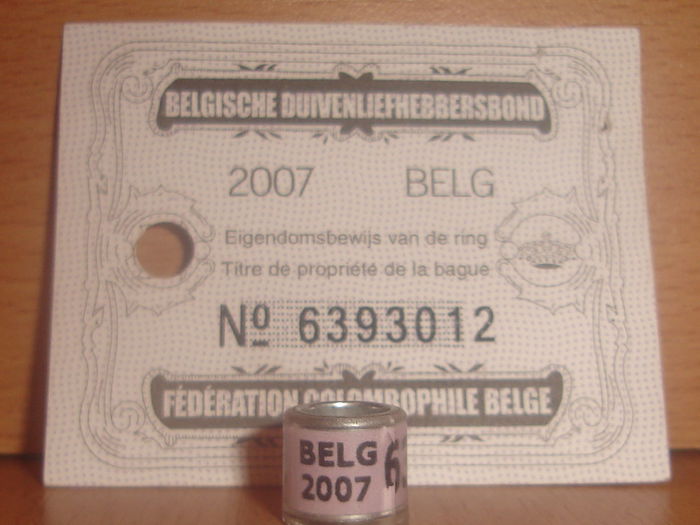 BELGISCHE DUIVENLIEFHEBBERSBOND
2007 BELG
Eigendomsbewijs van de ring
Titre de propriété de la bague
Nº 6393012
FÉDÉRATION COLOMBOPHILE BELGE
BELG
2007